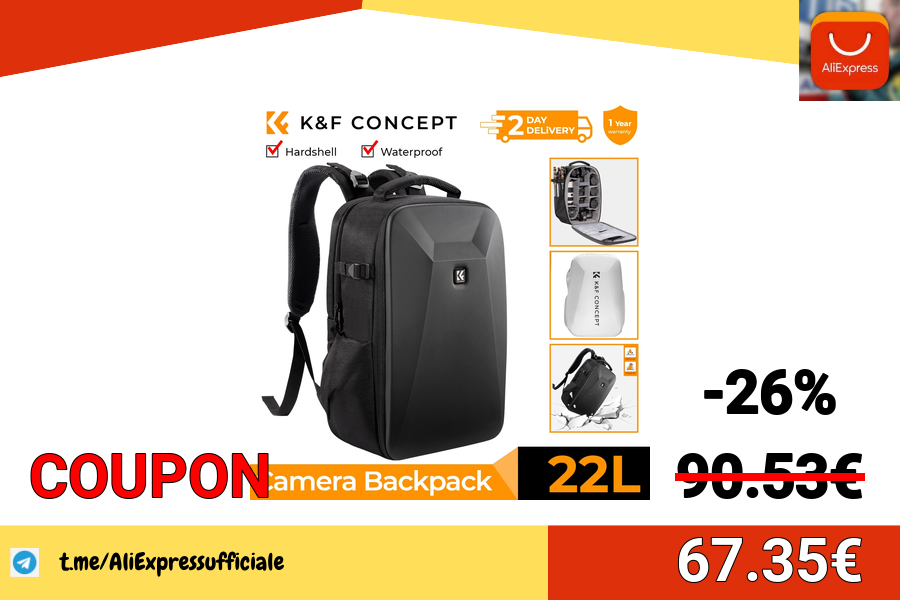 AliExpress
K&F CONCEPT
Hardshell
Waterproof
2 DAY
DELiVERY
1 Year
warranty
K&F CONCEPT
-26%
COUPON
Camera Backpack
22L
90.53€
t.me/AliExpressufficiale
67.35€